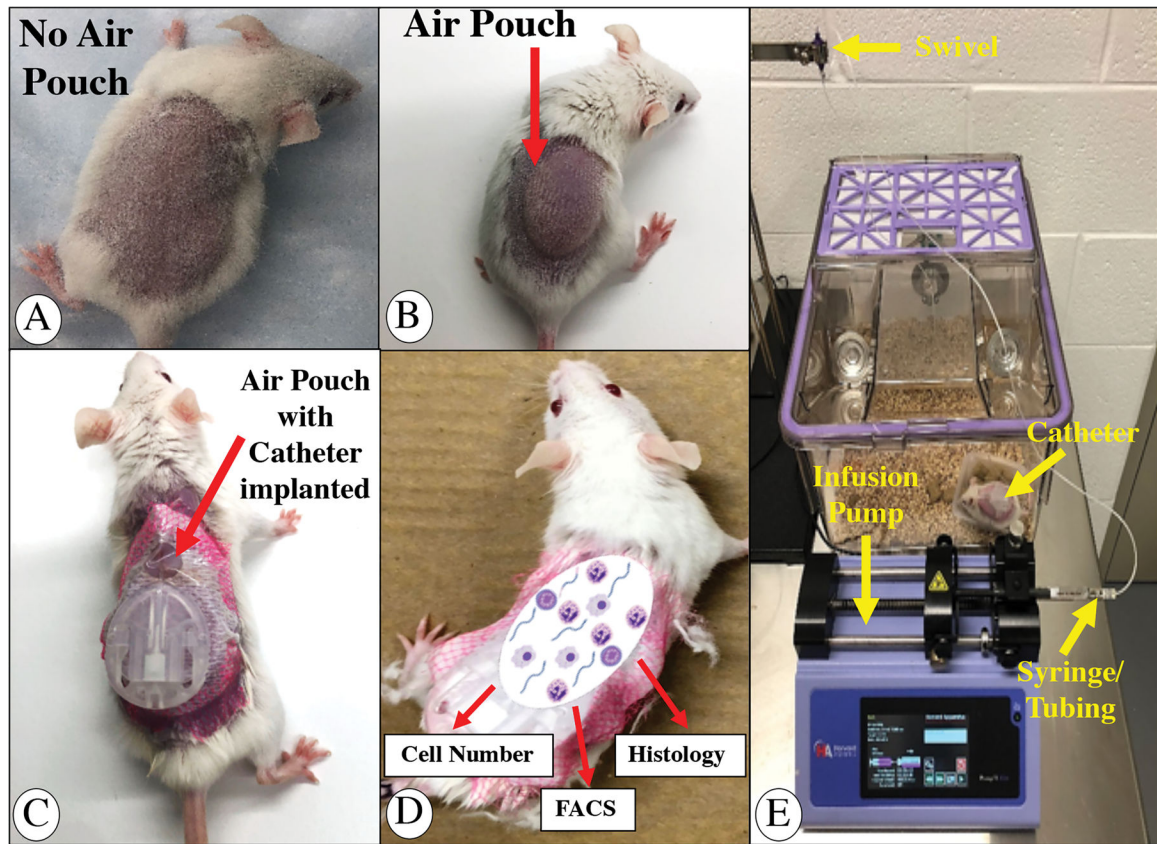 No Air
Pouch
A
Air Pouch
B
Air Pouch
with
Catheter
implanted
C
Cell Number
Histology
FACS
D
Swivel
Catheter
Infusion
Pump
Syringe/
Tubing
E